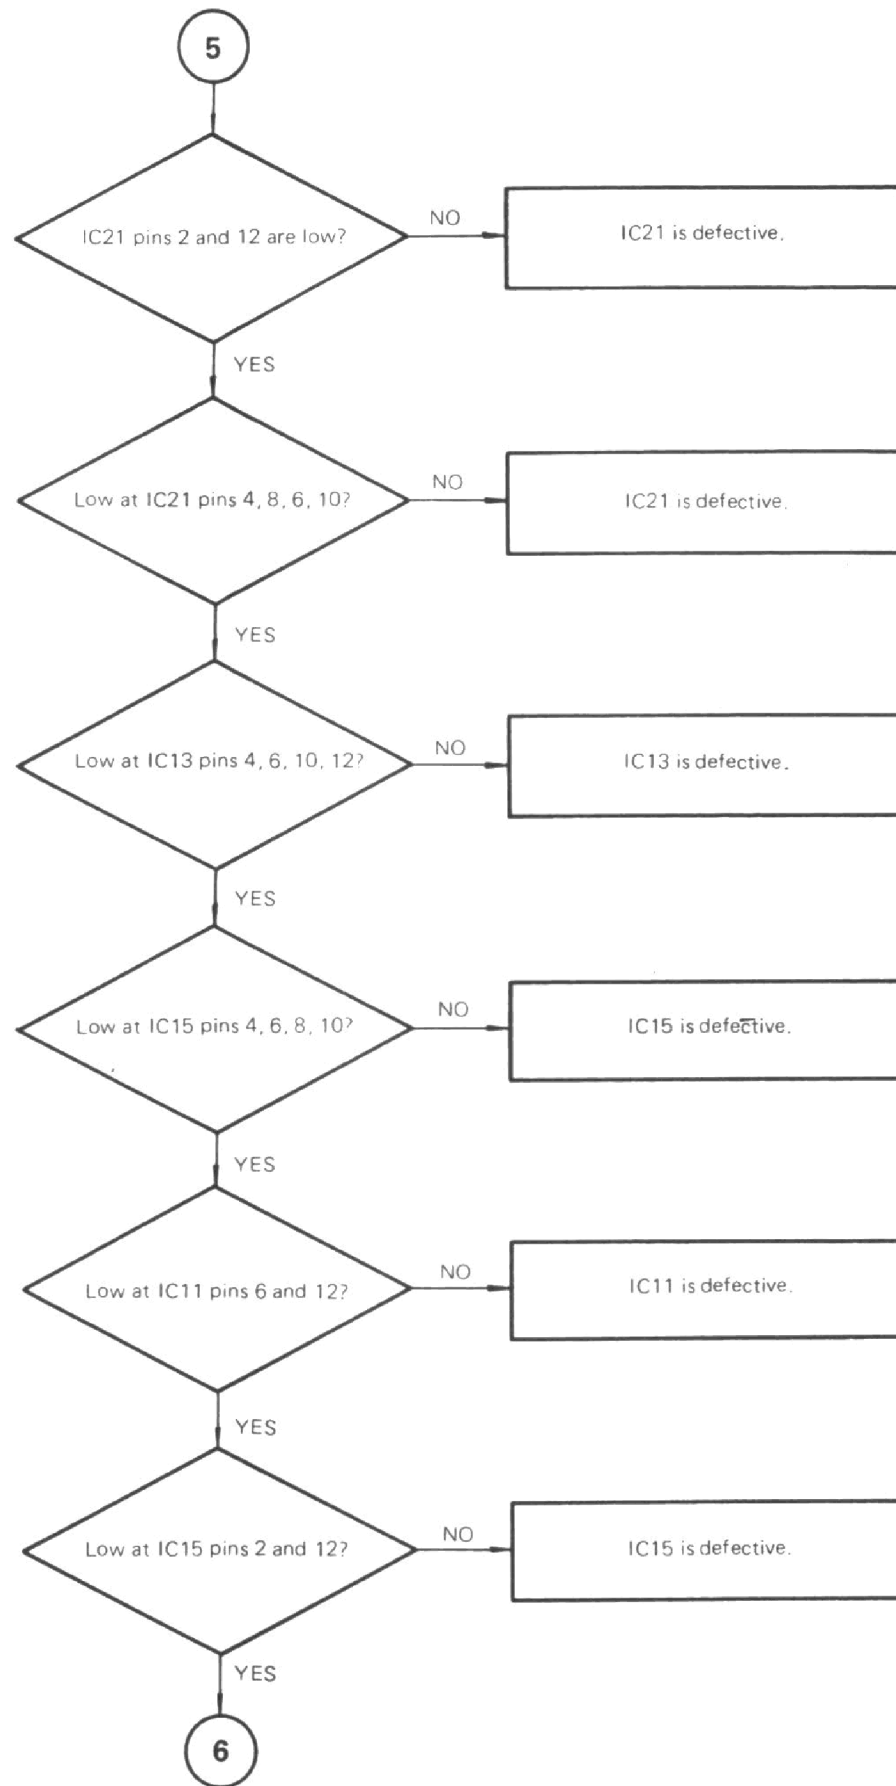 5
IC21 pins 2 and 12 are low?
NO
IC21 is defective.
YES
Low at IC21 pins 4, 8, 6, 10?
NO
IC21 is defective.
YES
Low at IC13 pins 4, 6, 10, 12?
NO
IC13 is defective.
YES
Low at IC15 pins 4, 6, 8, 10?
NO
IC15 is defective.
YES
Low at IC11 pins 6 and 12?
NO
IC11 is defective.
YES
Low at IC15 pins 2 and 12?
NO
IC15 is defective.
YES
6